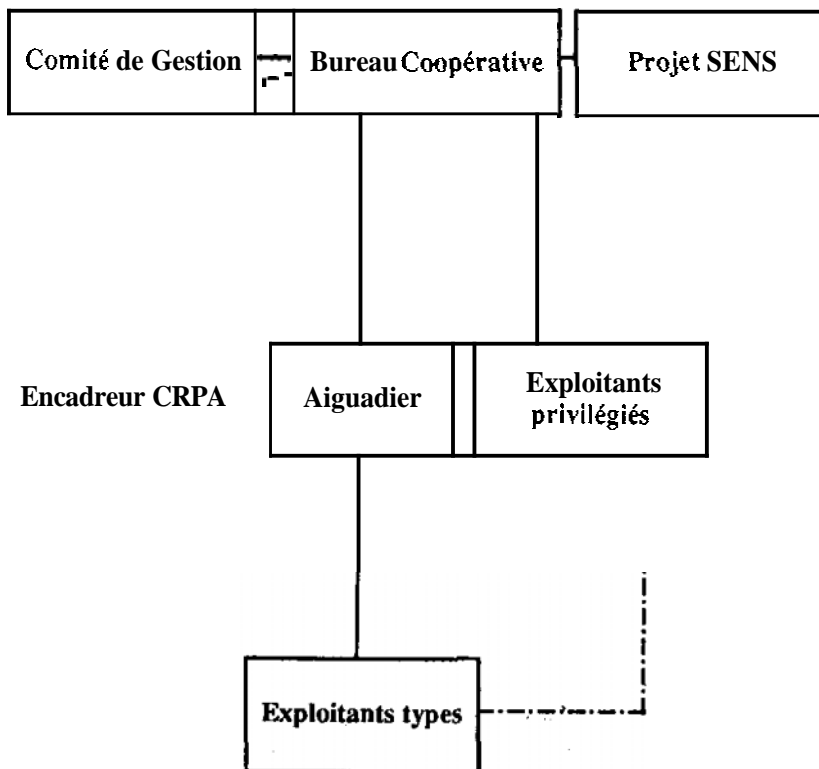 Comité de Gestion
Bureau Coopérative
Projet SENS
Encadreur CRPA
Aiguadier
Exploitants
privilégiés
Exploitants types